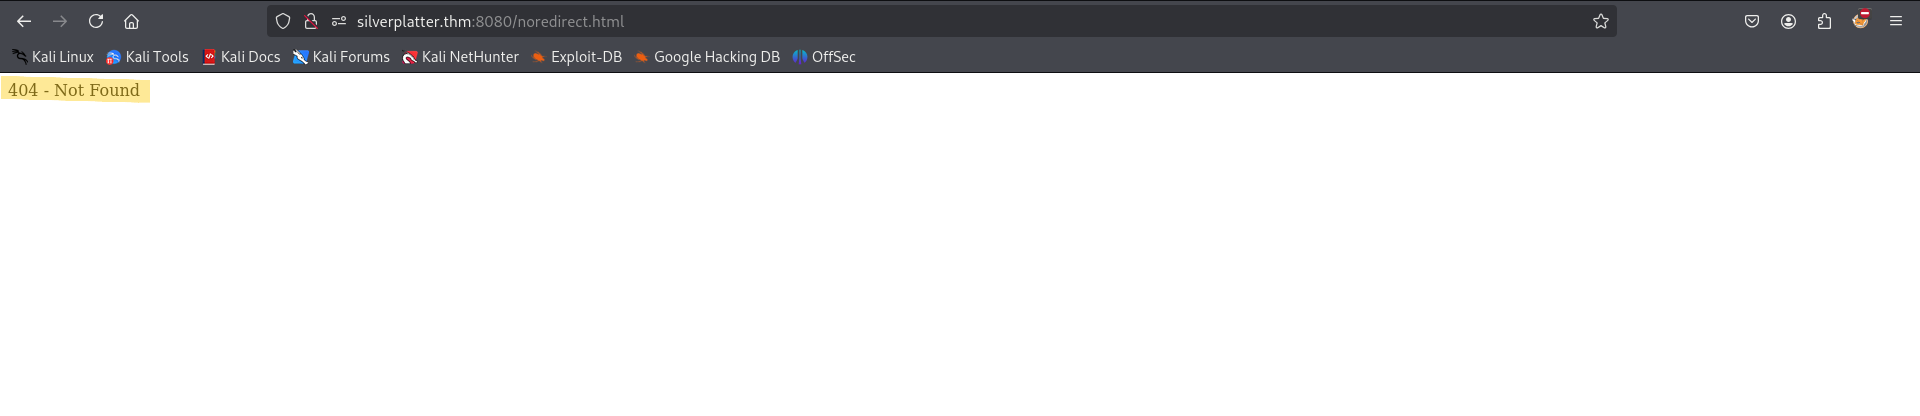 silverplatter.thm:8080/noredirect.html
Kali Linux Kali Tools Kali Docs Kali Forums Kali NetHunter Exploit-DB Google Hacking DB OffSec
404 - Not Found